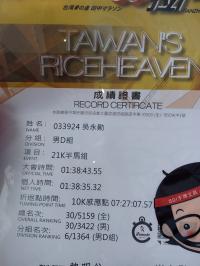 TAIWAN'S
RICEHEAVEN
成績證書
RECORD CERTIFICATE
姓名: 033924 吳永勛
NAME
分組: 男D組
DIVISION
項目: 21K半馬組
EVENT
大會時間: 01:38:43.55
OFFICIAL TIME
個人時間: 01:38:35.32
NET TIME
折返點時間: 10K感應點 07:27:07.57
TURNING POINT TIME
總名次: 30/5159 (全)
OVERALL RANKING 30/3422 (男)
分組名次: 6/1364 (男D組)
DIVISION RANKING